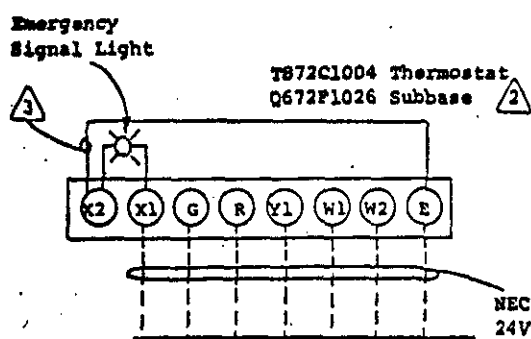 Emergency
Signal Light
T872C1004 Thermostat
Q672F1026 Subbase
2
3
X2 X1 G R Y1 W1 W2 E
NEC
24V